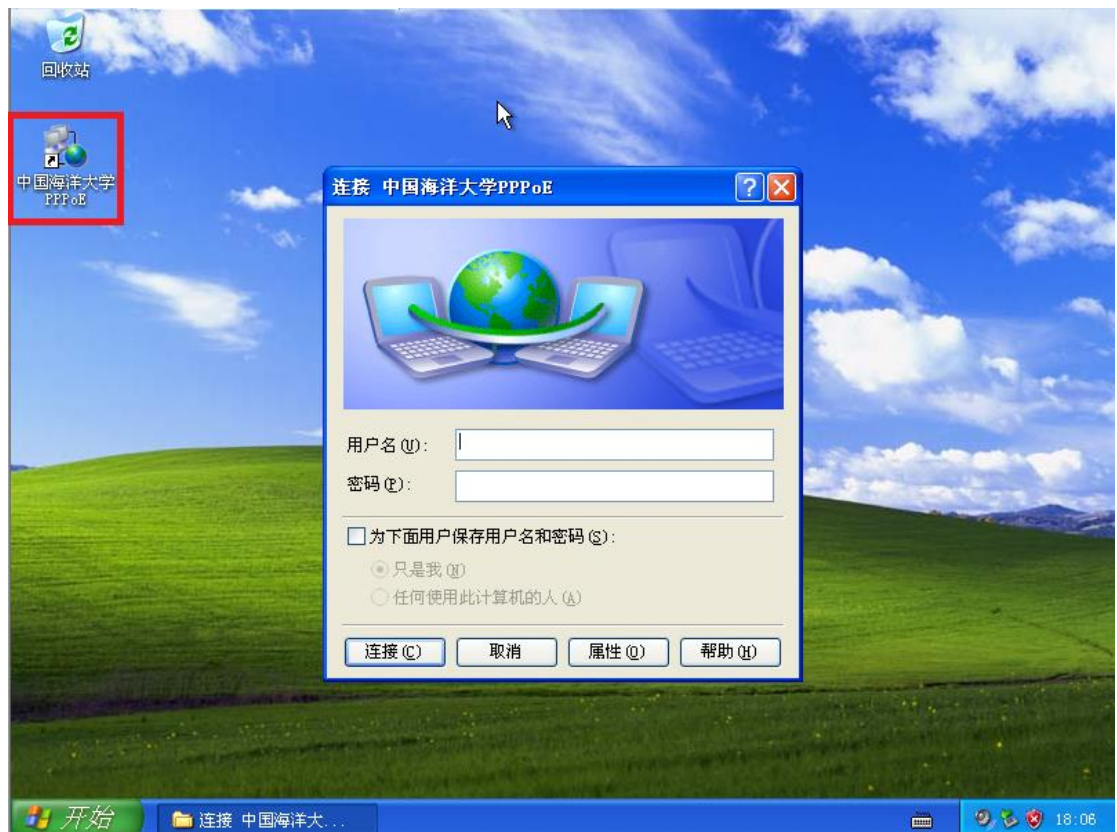 回收站
中国海洋大学
PPPoE
连接 中国海洋大学PPPoE
用户名(U):
密码(P):
为下面用户保存用户名和密码(S):
只是我(N)
任何使用此计算机的人(A)
连接(C)
取消
属性(O)
帮助(H)
开始
连接 中国海洋大...
18:06